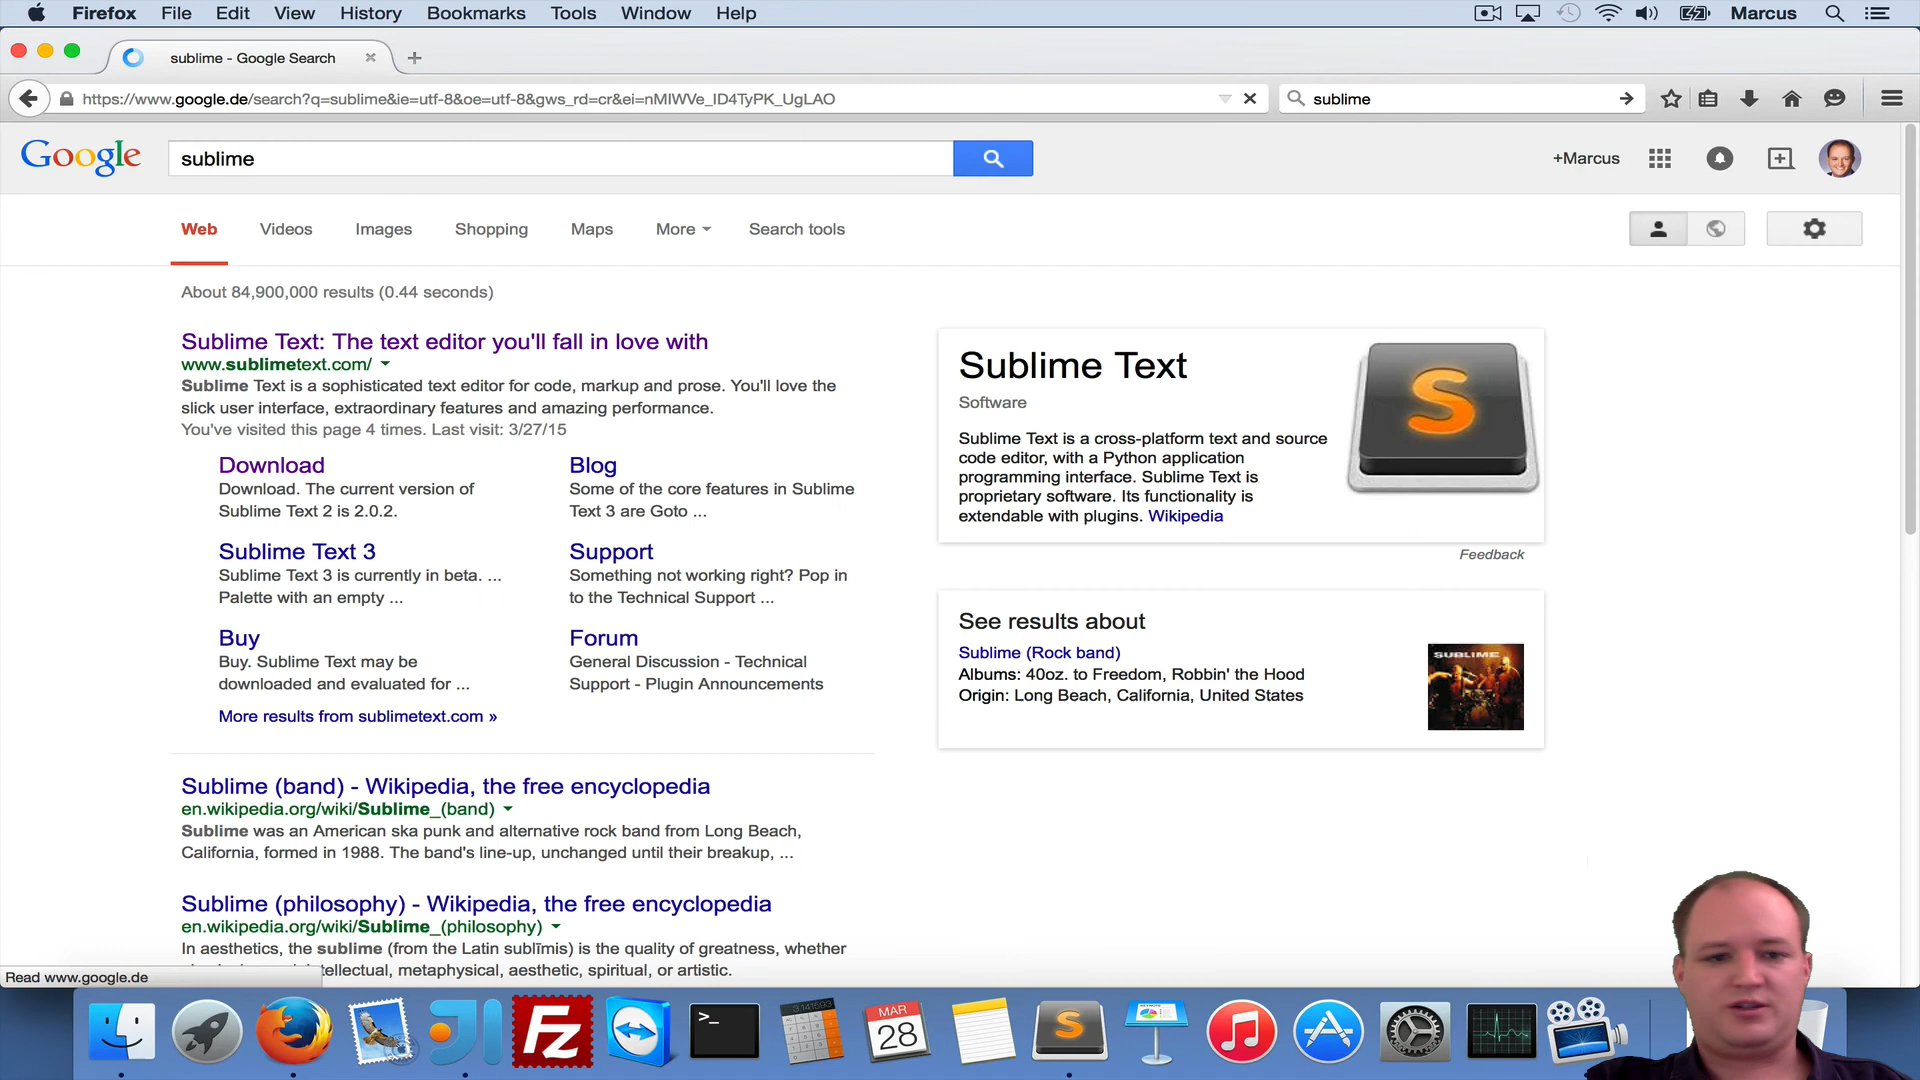 Firefox File Edit View History Bookmarks Tools Window Help Marcus
sublime - Google Search
https://www.google.de/search?q=sublime&ie=utf-8&oe=utf-8&gws_rd=cr&ei=nMIWVe_ID4TyPK_UgLAO
sublime
Google
sublime
+Marcus
Web Videos Images Shopping Maps More Search tools
About 84,900,000 results (0.44 seconds)
Sublime Text: The text editor you'll fall in love with
www.sublimetext.com/
Sublime Text is a sophisticated text editor for code, markup and prose. You'll love the
slick user interface, extraordinary features and amazing performance.
You've visited this page 4 times. Last visit: 3/27/15
Download
Download. The current version of
Sublime Text 2 is 2.0.2.
Blog
Some of the core features in Sublime
Text 3 are Goto ...
Sublime Text 3
Sublime Text 3 is currently in beta. ...
Palette with an empty ...
Support
Something not working right? Pop in
to the Technical Support ...
Buy
Buy. Sublime Text may be
downloaded and evaluated for ...
Forum
General Discussion - Technical
Support - Plugin Announcements
More results from sublimetext.com »
Sublime (band) - Wikipedia, the free encyclopedia
en.wikipedia.org/wiki/Sublime_(band)
Sublime was an American ska punk and alternative rock band from Long Beach,
California, formed in 1988. The band's line-up, unchanged until their breakup, ...
Sublime (philosophy) - Wikipedia, the free encyclopedia
en.wikipedia.org/wiki/Sublime_(philosophy)
In aesthetics, the sublime (from the Latin sublīmis) is the quality of greatness, whether
intellectual, metaphysical, aesthetic, spiritual, or artistic.
Sublime Text
Software
Sublime Text is a cross-platform text and source
code editor, with a Python application
programming interface. Sublime Text is
proprietary software. Its functionality is
extendable with plugins. Wikipedia
S
Feedback
See results about
Sublime (Rock band)
Albums: 40oz. to Freedom, Robbin' the Hood
Origin: Long Beach, California, United States
SUBLIME
Read www.google.de
Fz
>_
3.141593
MAR
28
S